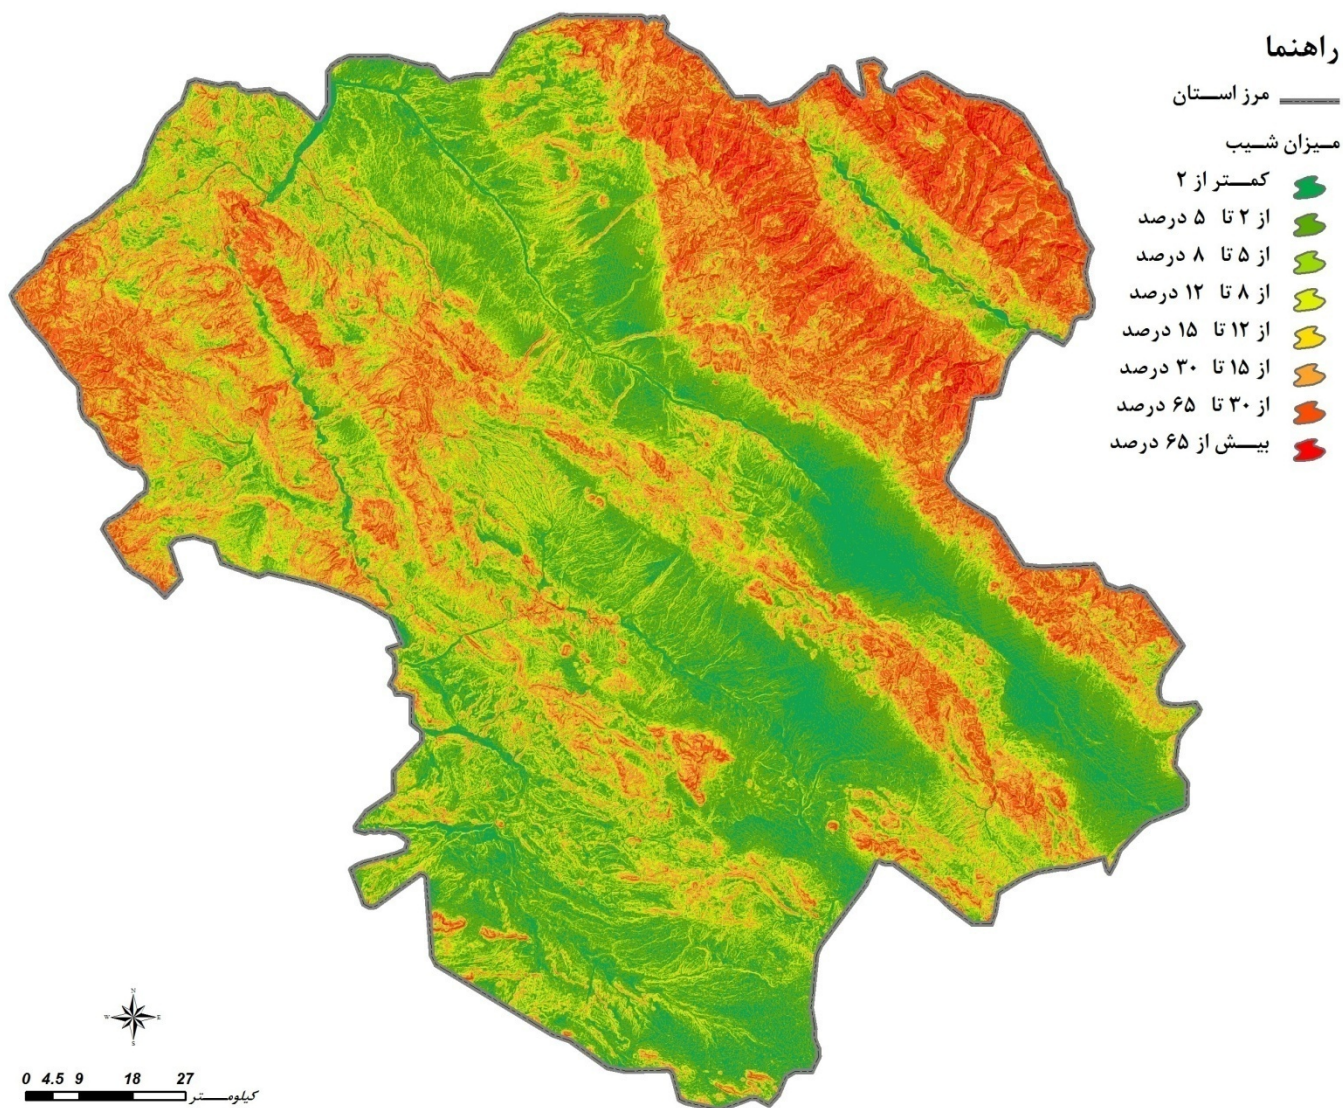 راهنما
مرز استان
میزان شیب
کمتر از ۲
از ۲ تا ۵ درصد
از ۵ تا ۸ درصد
از ۸ تا ۱۲ درصد
از ۱۲ تا ۱۵ درصد
از ۱۵ تا ۳۰ درصد
از ۳۰ تا ۶۵ درصد
بیش از ۶۵ درصد
N
W E
S
0 4.5 9 18 27
کیلومتر